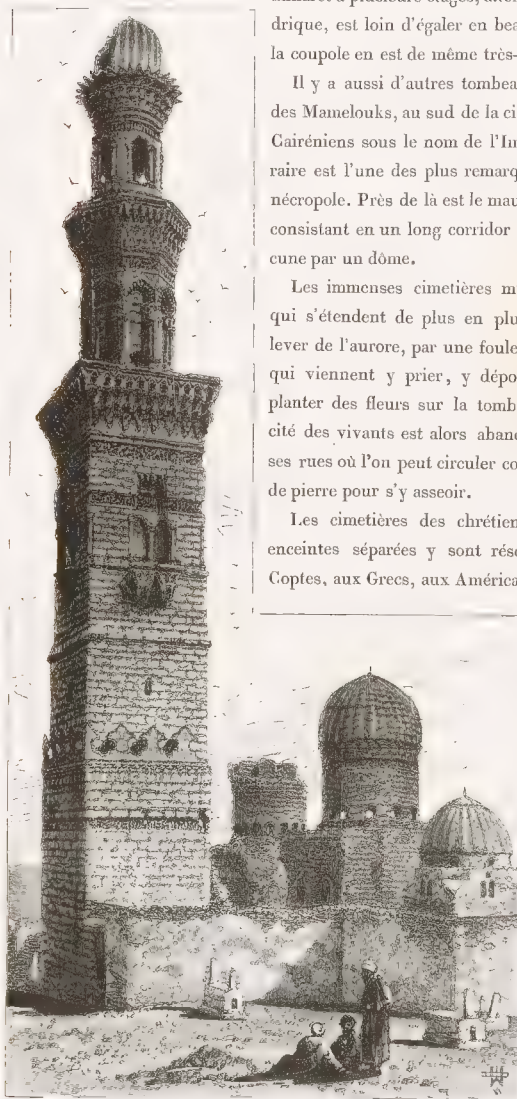 drique, est loin d'égaler en bea
la coupole en est de même très-
Il y a aussi d'autres tombea
des Mamelouks, au sud de la ci
Cairéniens sous le nom de l'Im
raire est l'une des plus remarq
nécropole. Près de là est le mau
consistant en un long corridor
cune par un dôme.
Les immenses cimetières m
qui s'étendent de plus en plu
lever de l'aurore, par une foule
qui viennent y prier, y dépo
planter des fleurs sur la tomb
cité des vivants est alors aband
ses rues où l'on peut circuler co
de pierre pour s'y asseoir.
Les cimetières des chrétien
enceintes séparées y sont rése
Coptes, aux Grecs, aux América